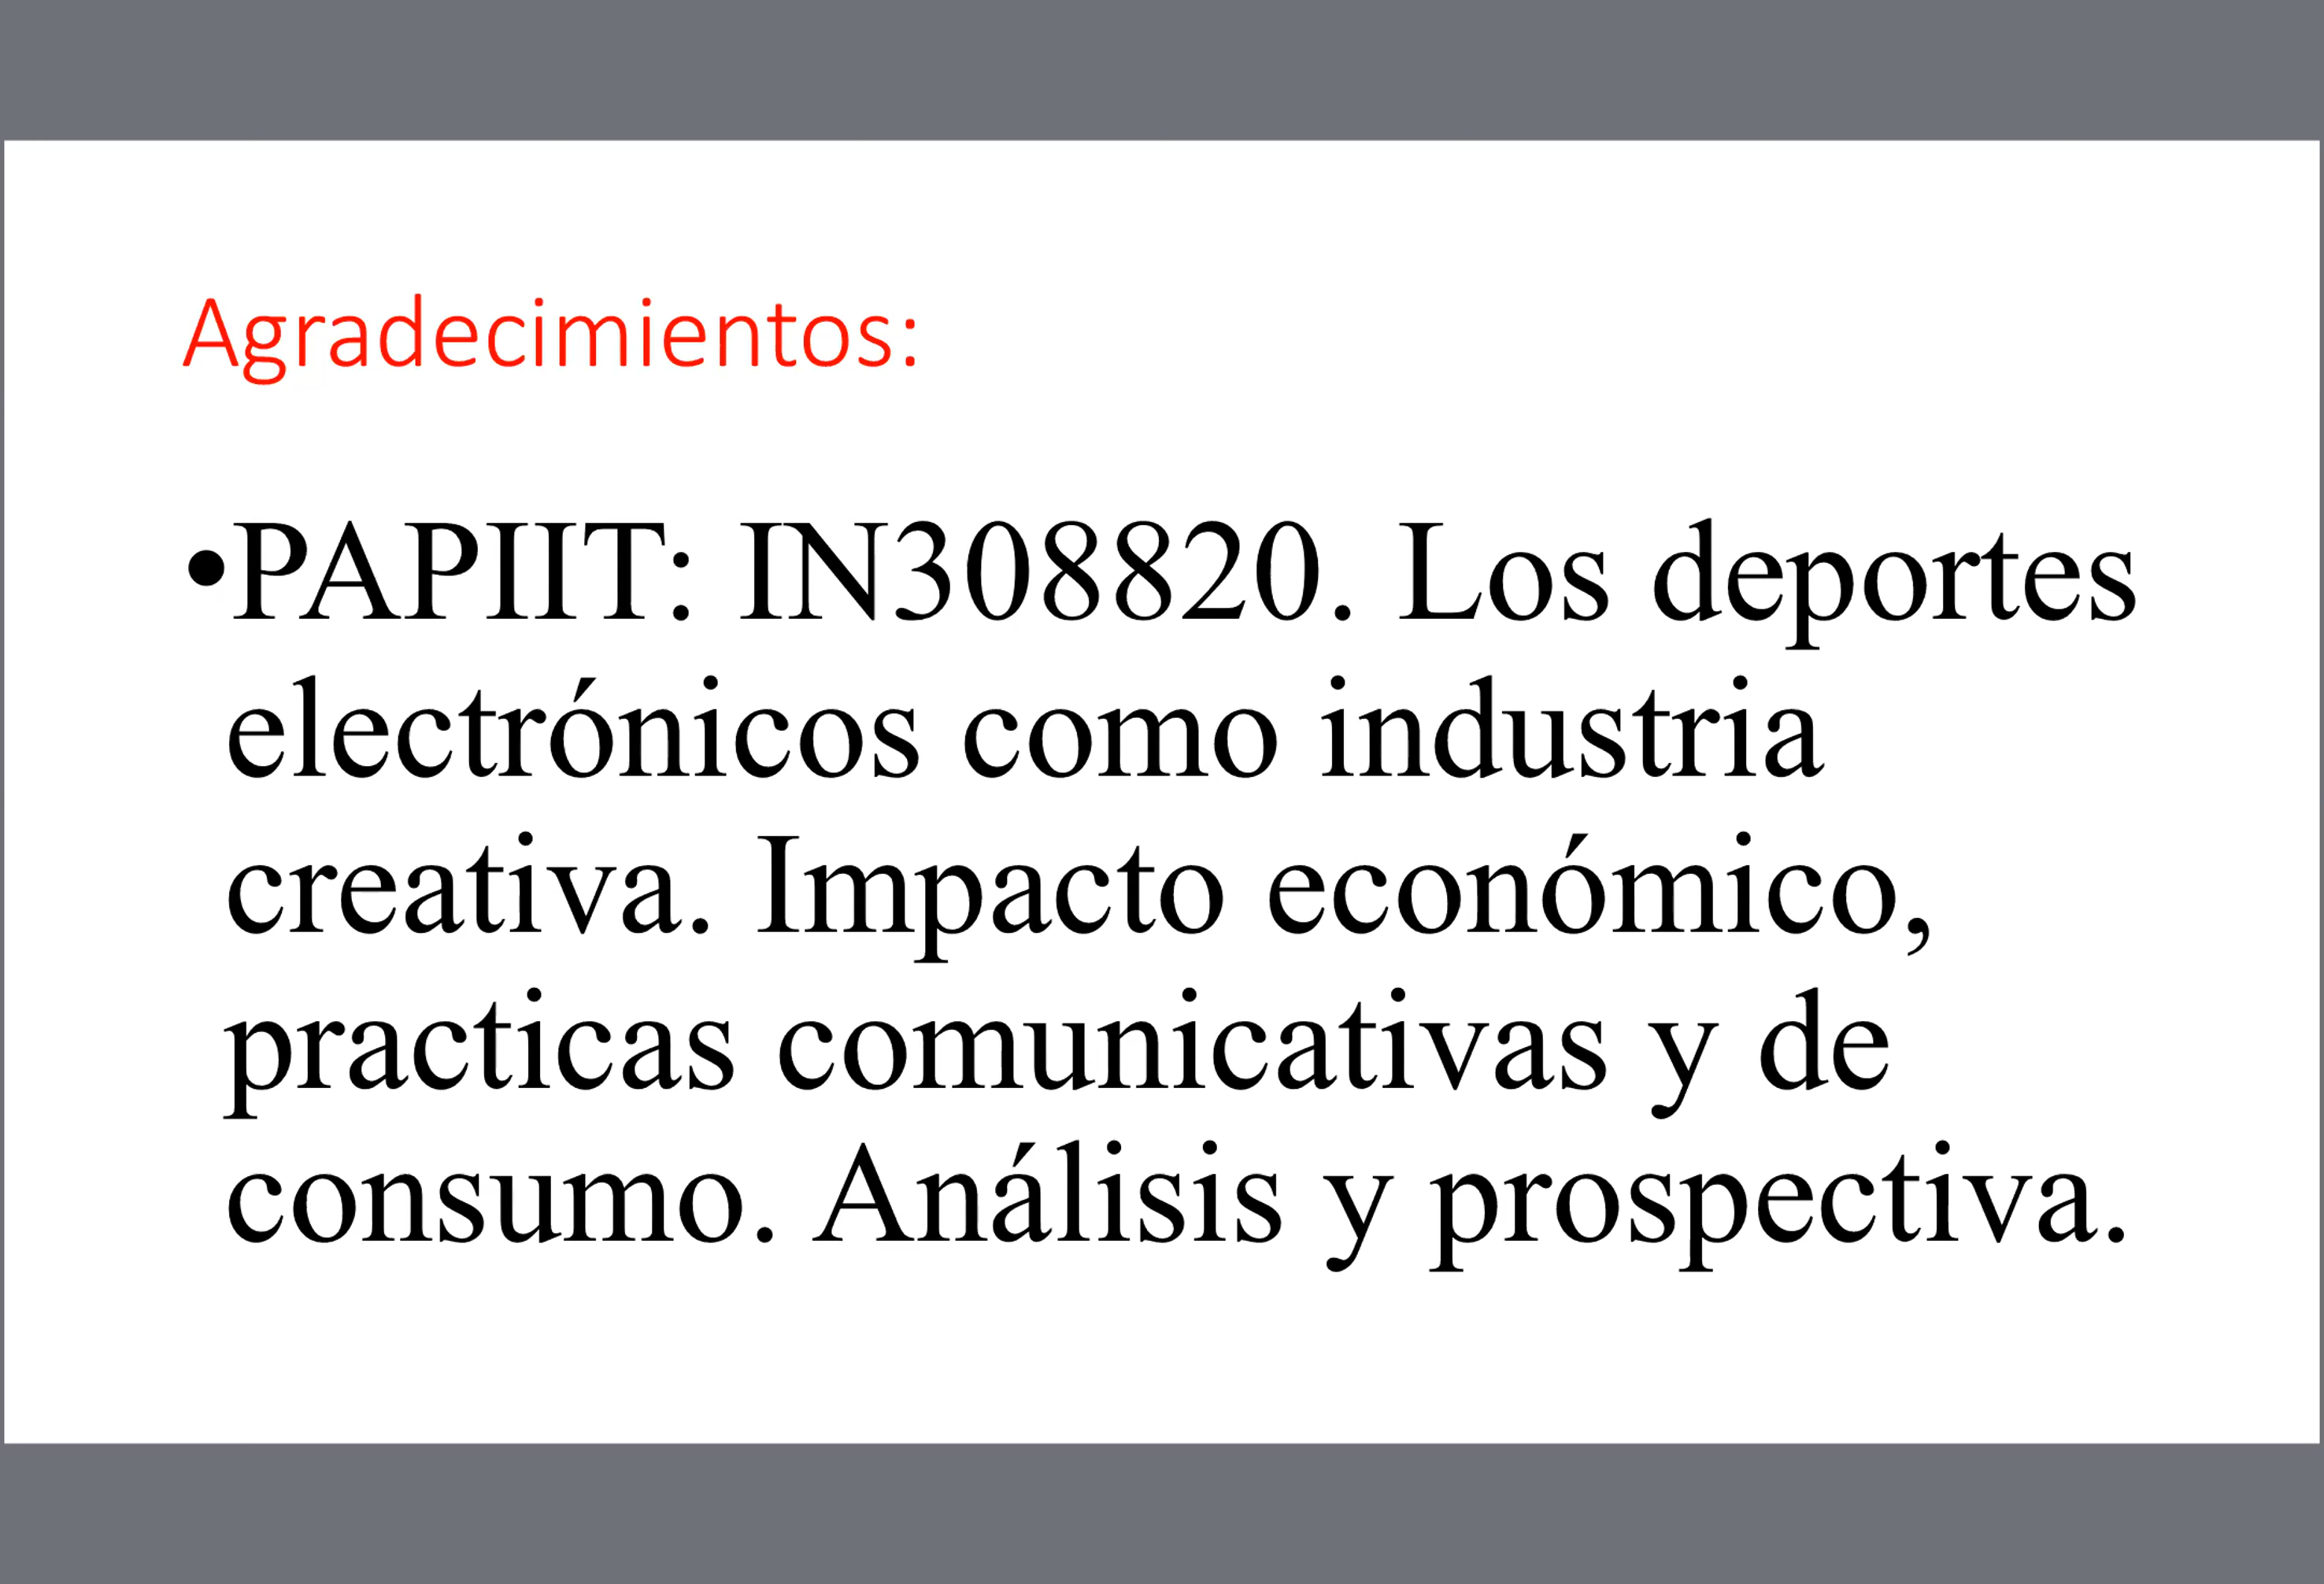 Agradecimientos:
•PAPIIT: IN308820. Los deportes
electrónicos como industria
creativa. Impacto económico,
practicas comunicativas y de
consumo. Análisis y prospectiva.